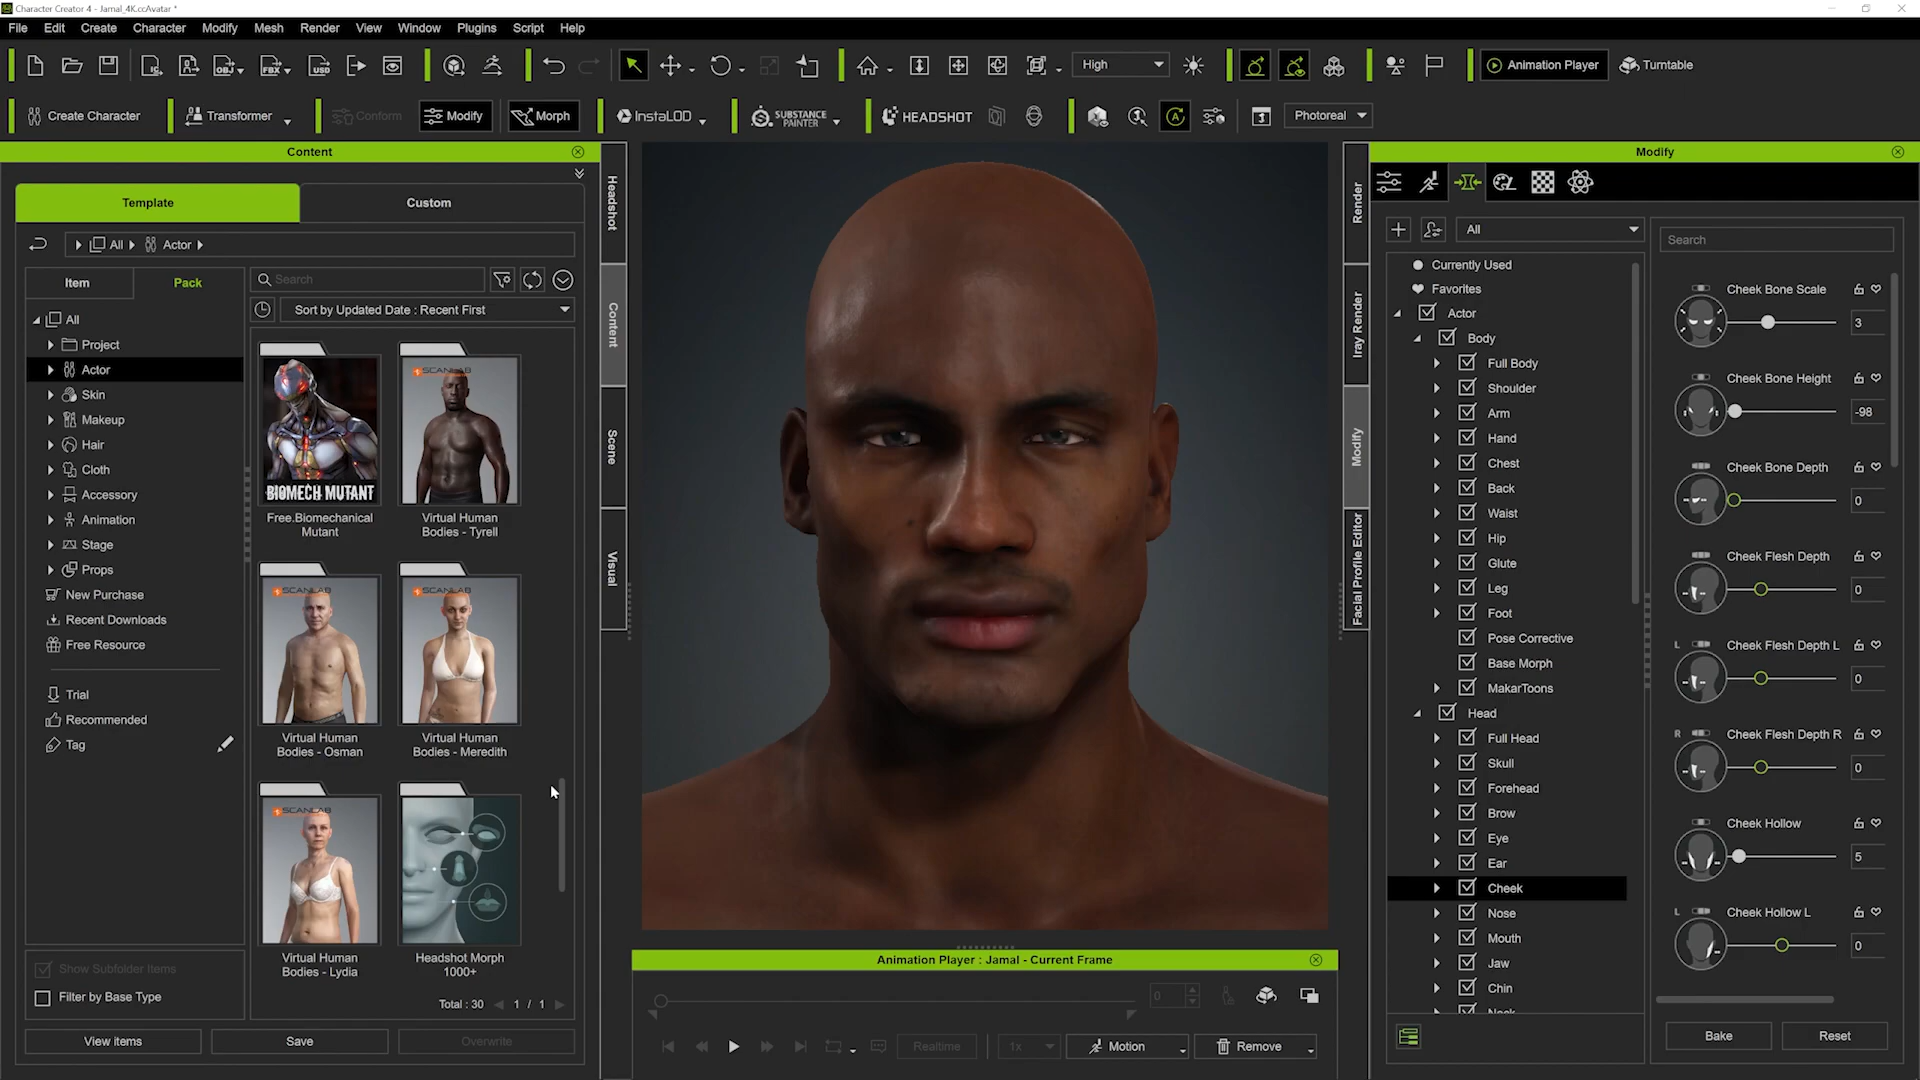 Character Creator 4 - Jamal_4K.ccAvatar *
File Edit Create Character Modify Mesh Render View Window Plugins Script Help
OBJ FBX USD High Animation Player Turntable
Create Character Transformer Conform Modify Morph InstaLOD SUBSTANCE PAINTER HEADSHOT A Photoreal
Content
Template Custom
All Actor
Item Pack
Search
Sort by Updated Date : Recent First
All
Project
Actor
Skin
Makeup
Hair
Cloth
Accessory
Animation
Stage
Props
New Purchase
Recent Downloads
Free Resource
Trial
Recommended
Tag
Show Subfolder Items
Filter by Base Type
View items
Save
Overwrite
BIOMECH MUTANT
Free.Biomechanical
Mutant
SCANLAB
Virtual Human
Bodies - Tyrell
SCANLAB
Virtual Human
Bodies - Osman
SCANLAB
Virtual Human
Bodies - Meredith
SCANLAB
Virtual Human
Bodies - Lydia
Headshot Morph
1000+
Total : 30 1 / 1
Headshot
Content
Scene
Visual
Render
Iray Render
Modify
Facial Profile Editor
Animation Player : Jamal - Current Frame
0
Realtime
1x
Motion
Remove
Modify
All
Currently Used
Favorites
Actor
Body
Full Body
Shoulder
Arm
Hand
Chest
Back
Waist
Hip
Glute
Leg
Foot
Pose Corrective
Base Morph
MakarToons
Head
Full Head
Skull
Forehead
Brow
Eye
Ear
Cheek
Nose
Mouth
Jaw
Chin
Neck
Search
Cheek Bone Scale
3
Cheek Bone Height
-98
Cheek Bone Depth
0
Cheek Flesh Depth
0
L Cheek Flesh Depth L
0
R Cheek Flesh Depth R
0
Cheek Hollow
5
L Cheek Hollow L
0
Bake
Reset